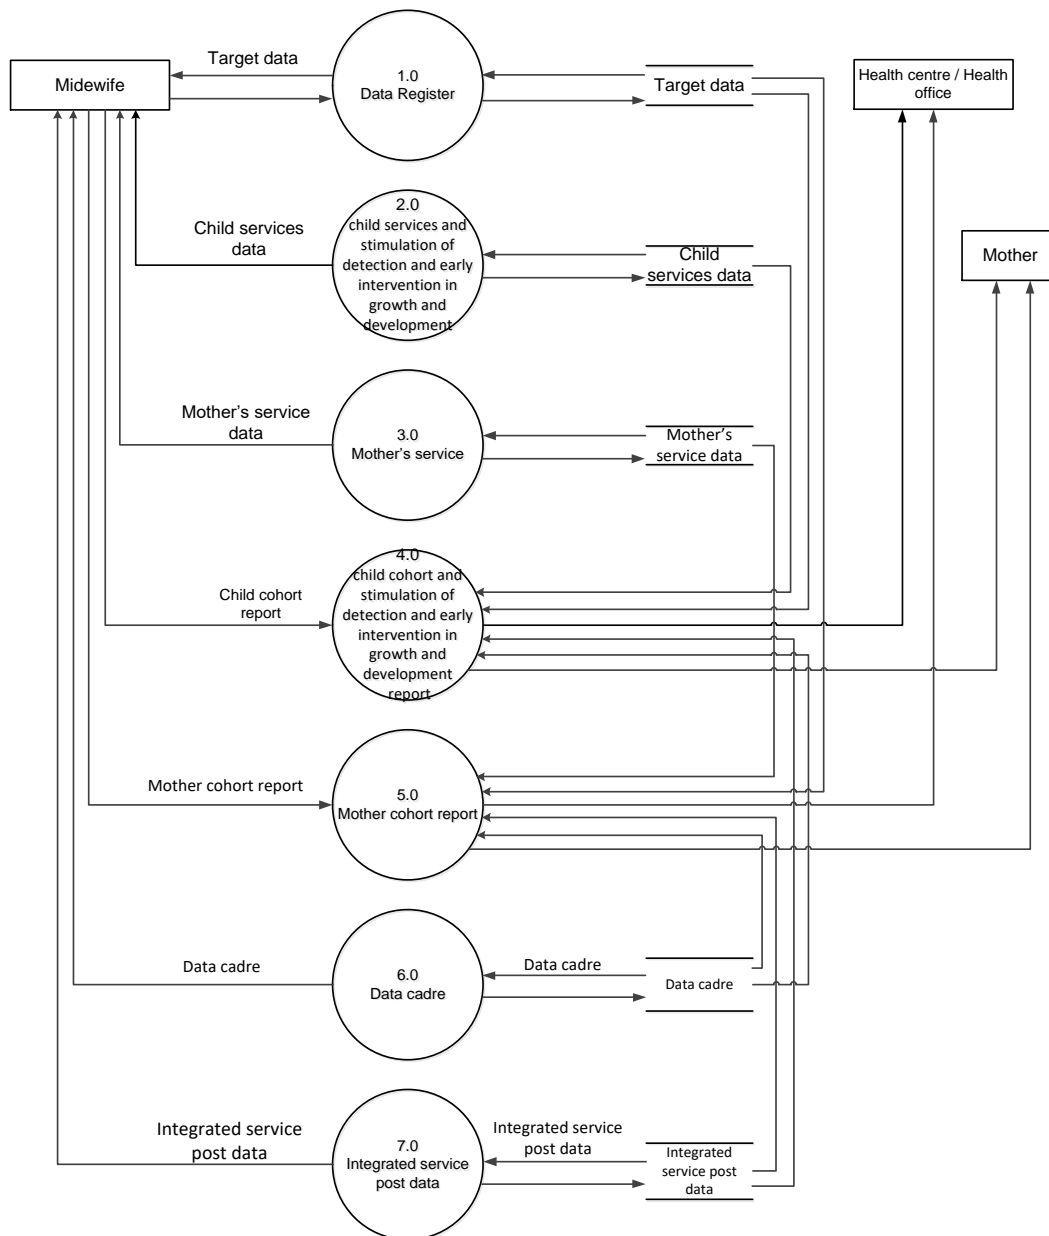 Target data
Midewife
1.0
Data Register
Target data
Health centre / Health
office
Child services
data
2.0
child services and
stimulation of
detection and early
intervention in
growth and
development
Child
services data
Mother
Mother's service
data
3.0
Mother's service
Mother's
service data
Child cohort
report
4.0
child cohort and
stimulation of
detection and early
intervention in
growth and
development
report
Mother cohort report
5.0
Mother cohort report
Data cadre
6.0
Data cadre
Data cadre
Data cadre
Integrated service
post data
7.0
Integrated service
post data
Integrated service
post data
Integrated
service post
data